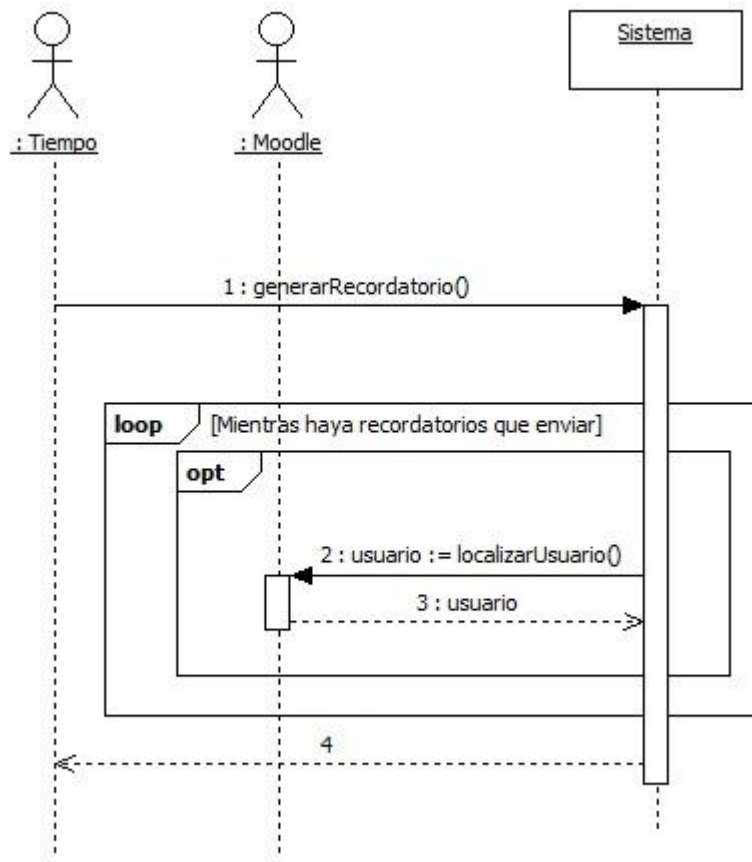 Sistema
: Tiempo
: Moodle
1 : generarRecordatorio()
loop
[Mientras haya recordatorios que enviar]
opt
2 : usuario := localizarUsuario()
3 : usuario
4